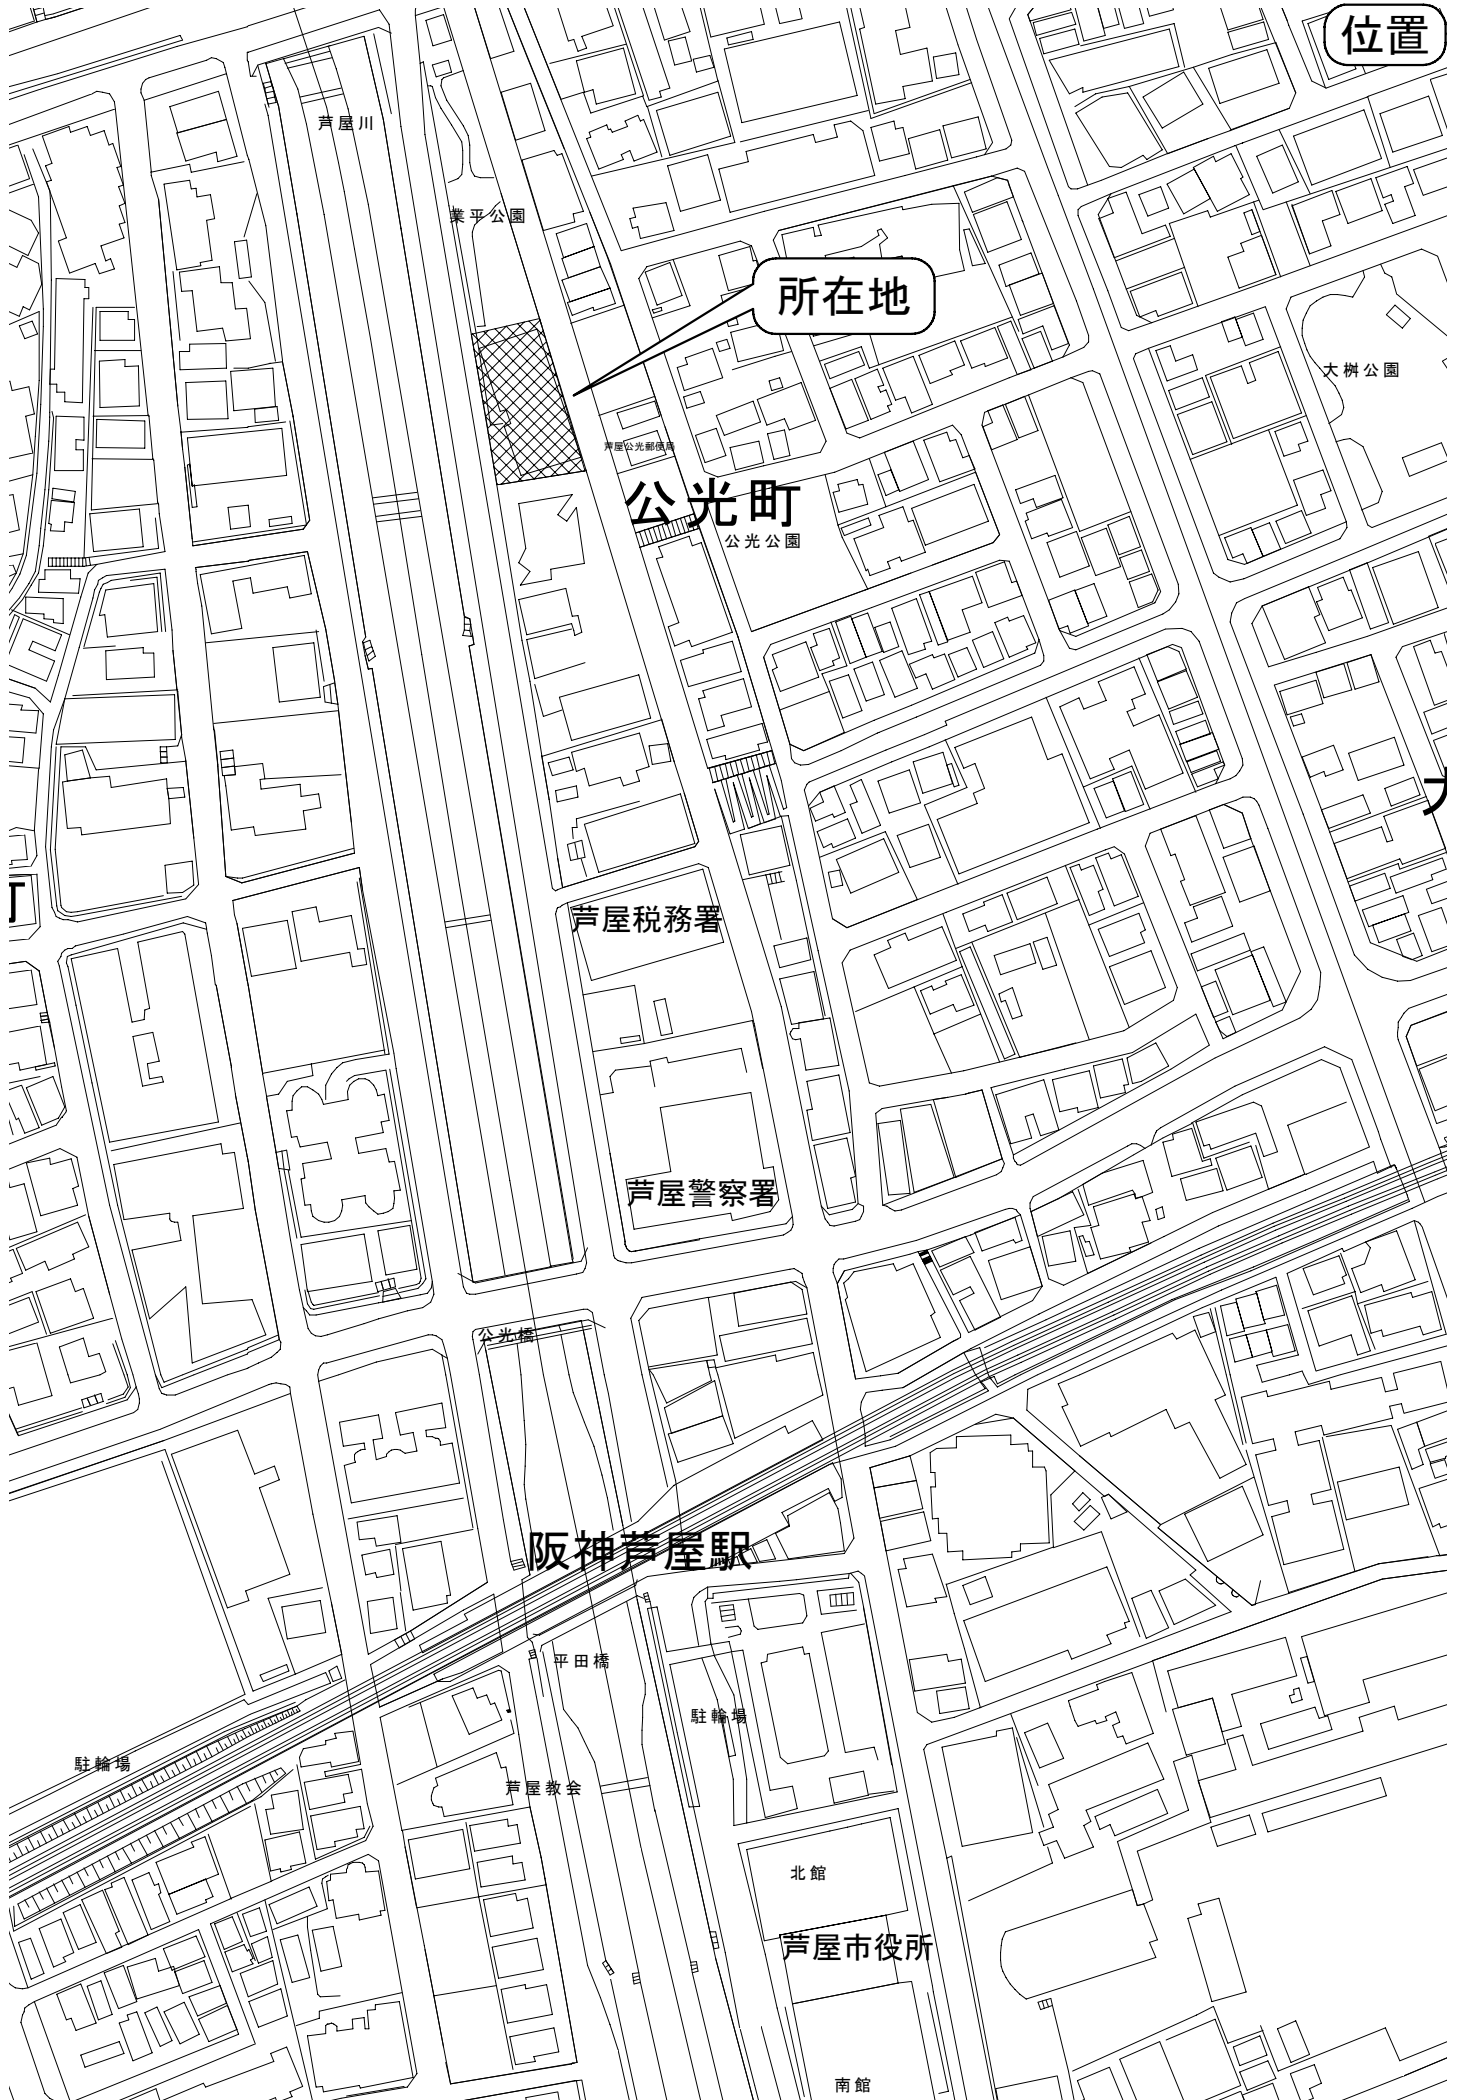 位置
芦屋川
業平公園
所在地
大桝公園
芦屋公光郵便局
公光町
公光公園
大
町
芦屋税務署
芦屋警察署
公光橋
阪神芦屋駅
平田橋
駐輪場
駐輪場
芦屋教会
北館
芦屋市役所
南館